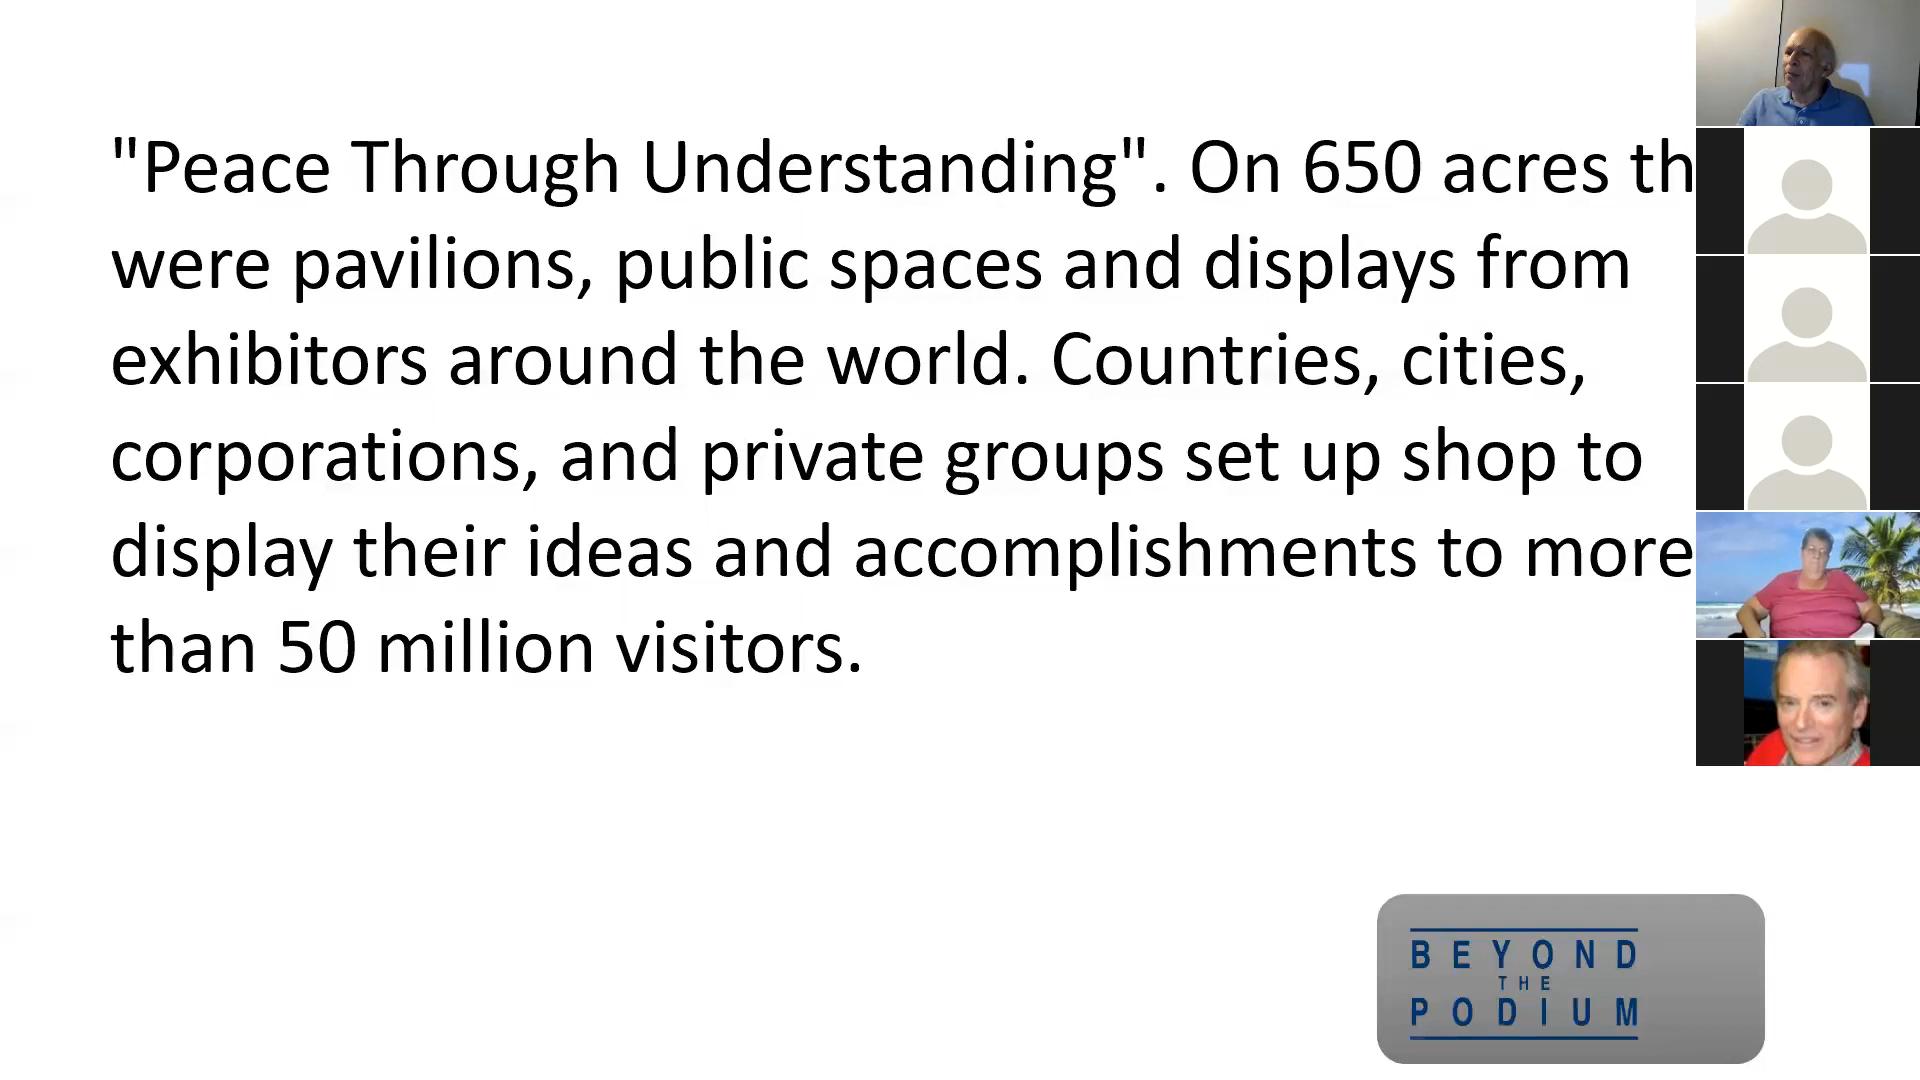 "Peace Through Understanding". On 650 acres th
were pavilions, public spaces and displays from
exhibitors around the world. Countries, cities,
corporations, and private groups set up shop to
display their ideas and accomplishments to more
than 50 million visitors.
BEYOND
THE
PODIUM